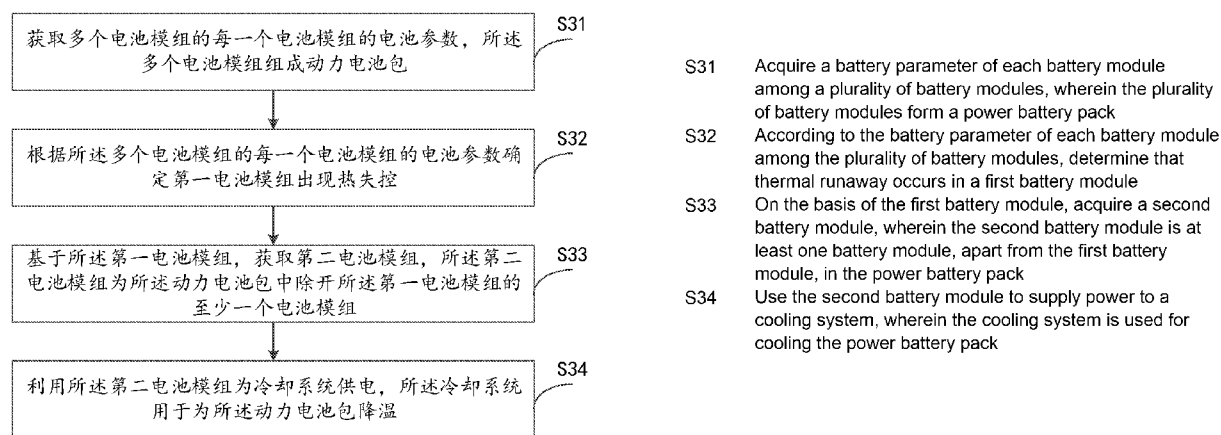 获取多个电池模组的每一个电池模组的电池参数，所述
多个电池模组组成动力电池包
S31
根据所述多个电池模组的每一个电池模组的电池参数确
定第一电池模组出现热失控
S32
基于所述第一电池模组，获取第二电池模组，所述第二
电池模组为所述动力电池包中除开所述第一电池模组的
至少一个电池模组
S33
利用所述第二电池模组为冷却系统供电，所述冷却系统
用于为所述动力电池包降温
S34
S31 Acquire a battery parameter of each battery module
among a plurality of battery modules, wherein the plurality
of battery modules form a power battery pack
S32 According to the battery parameter of each battery module
among the plurality of battery modules, determine that
thermal runaway occurs in a first battery module
S33 On the basis of the first battery module, acquire a second
battery module, wherein the second battery module is at
least one battery module, apart from the first battery
module, in the power battery pack
S34 Use the second battery module to supply power to a
cooling system, wherein the cooling system is used for
cooling the power battery pack